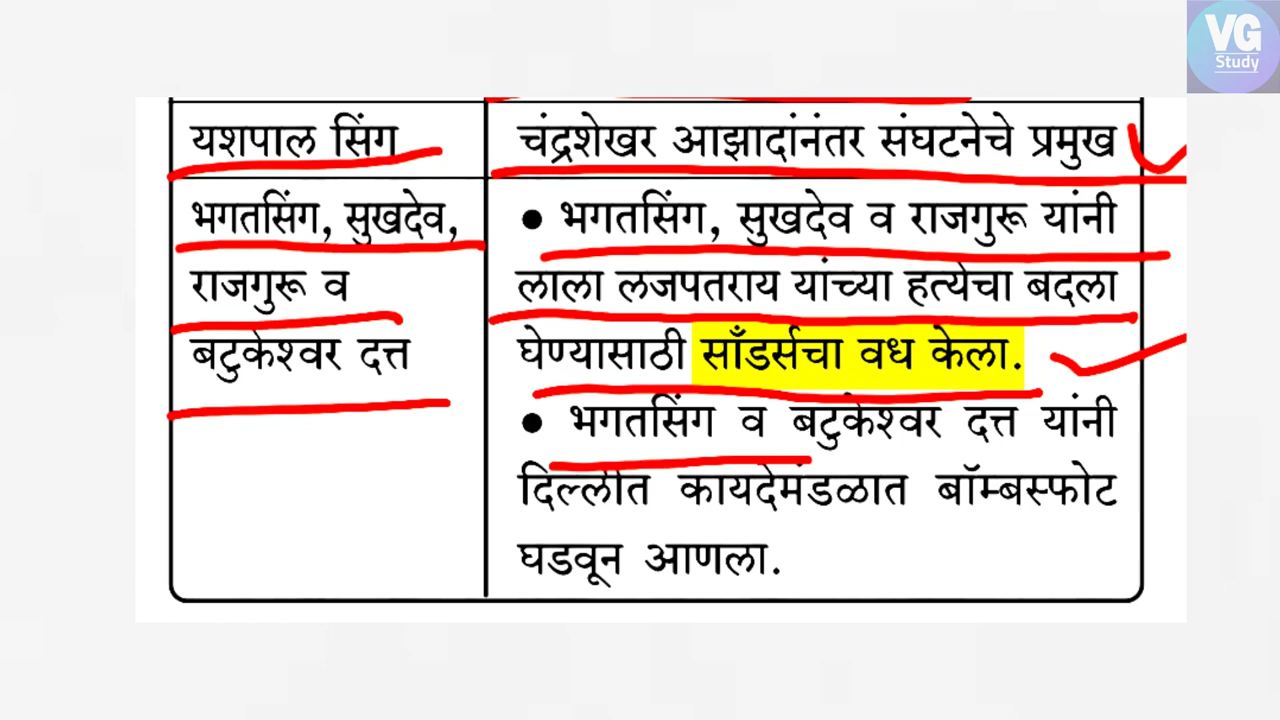 VG
Study
यशपाल सिंग
चंद्रशेखर आझादांनंतर संघटनेचे प्रमुख
भगतसिंग, सुखदेव,
राजगुरू व
बटुकेश्वर दत्त
● भगतसिंग, सुखदेव व राजगुरू यांनी
लाला लजपतराय यांच्या हत्येचा बदला
घेण्यासाठी साँडर्सचा वध केला.
● भगतसिंग व बटुकेश्वर दत्त यांनी
दिल्लीत कायदेमंडळात बॉम्बस्फोट
घडवून आणला.